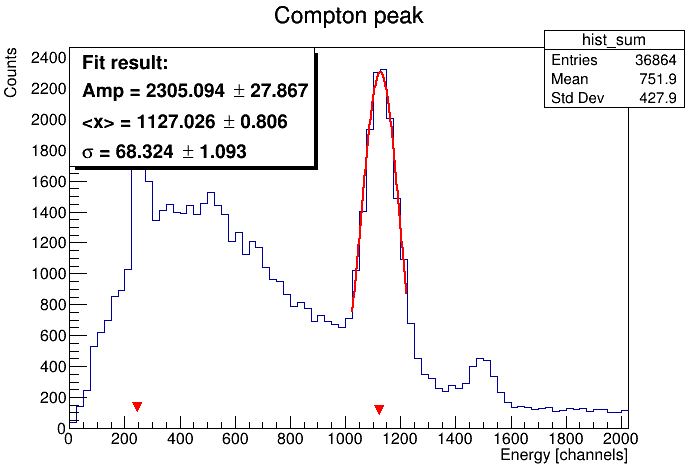 Compton peak
hist_sum
Entries 36864
Mean 751.9
Std Dev 427.9
Fit result:
Amp = 2305.094 ± 27.867
<x> = 1127.026 ± 0.806
σ = 68.324 ± 1.093
Counts
2400
2200
2000
1800
1600
1400
1200
1000
800
600
400
200
0
0 200 400 600 800 1000 1200 1400 1600 1800 2000
Energy [channels]